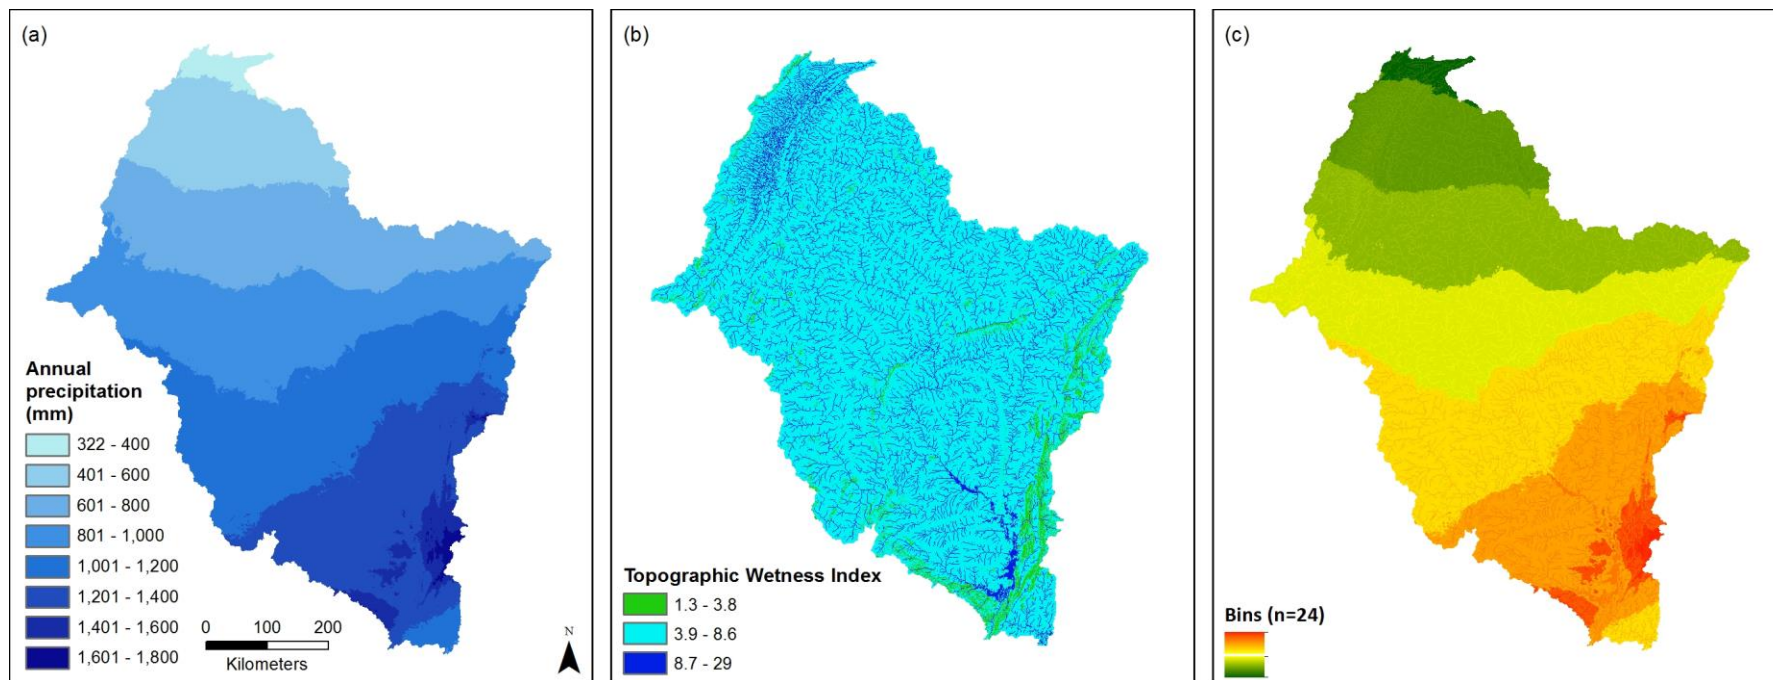 (a)
Annual
precipitation
(mm)
322 - 400
401 - 600
601 - 800
801 - 1,000
1,001 - 1,200
1,201 - 1,400
1,401 - 1,600
1,601 - 1,800
0 100 200
Kilometers
N
(b)
Topographic Wetness Index
1.3 - 3.8
3.9 - 8.6
8.7 - 29
(c)
Bins (n=24)